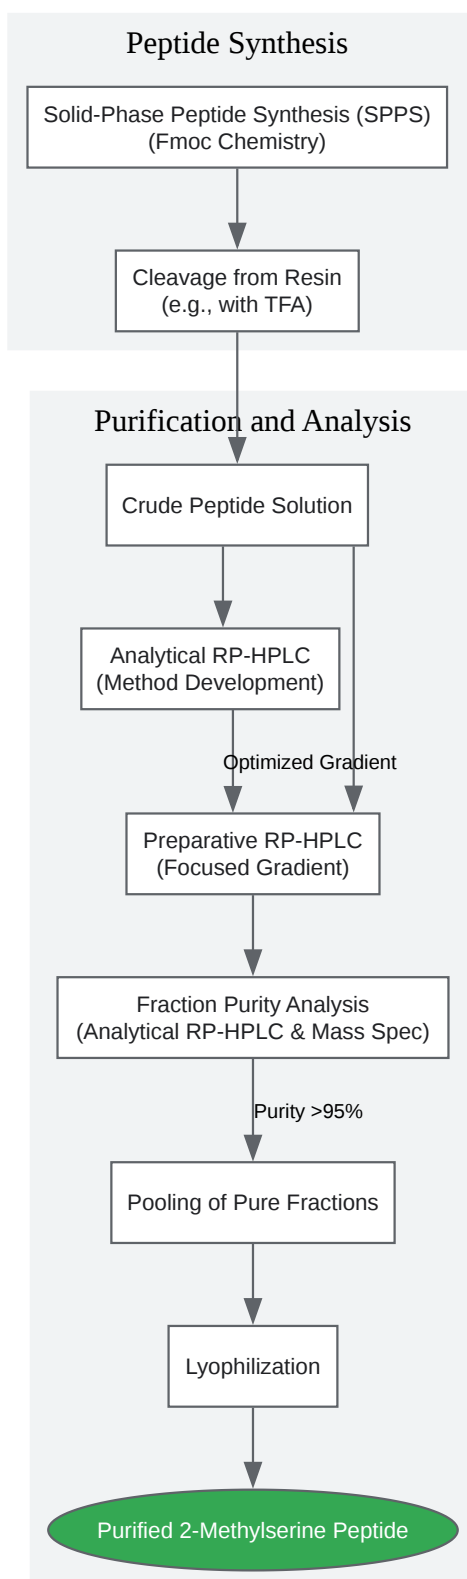 Peptide Synthesis
Solid-Phase Peptide Synthesis (SPPS)
(Fmoc Chemistry)
Cleavage from Resin
(e.g., with TFA)
Purification and Analysis
Crude Peptide Solution
Analytical RP-HPLC
(Method Development)
Optimized Gradient
Preparative RP-HPLC
(Focused Gradient)
Fraction Purity Analysis
(Analytical RP-HPLC & Mass Spec)
Purity >95%
Pooling of Pure Fractions
Lyophilization
Purified 2-Methylserine Peptide